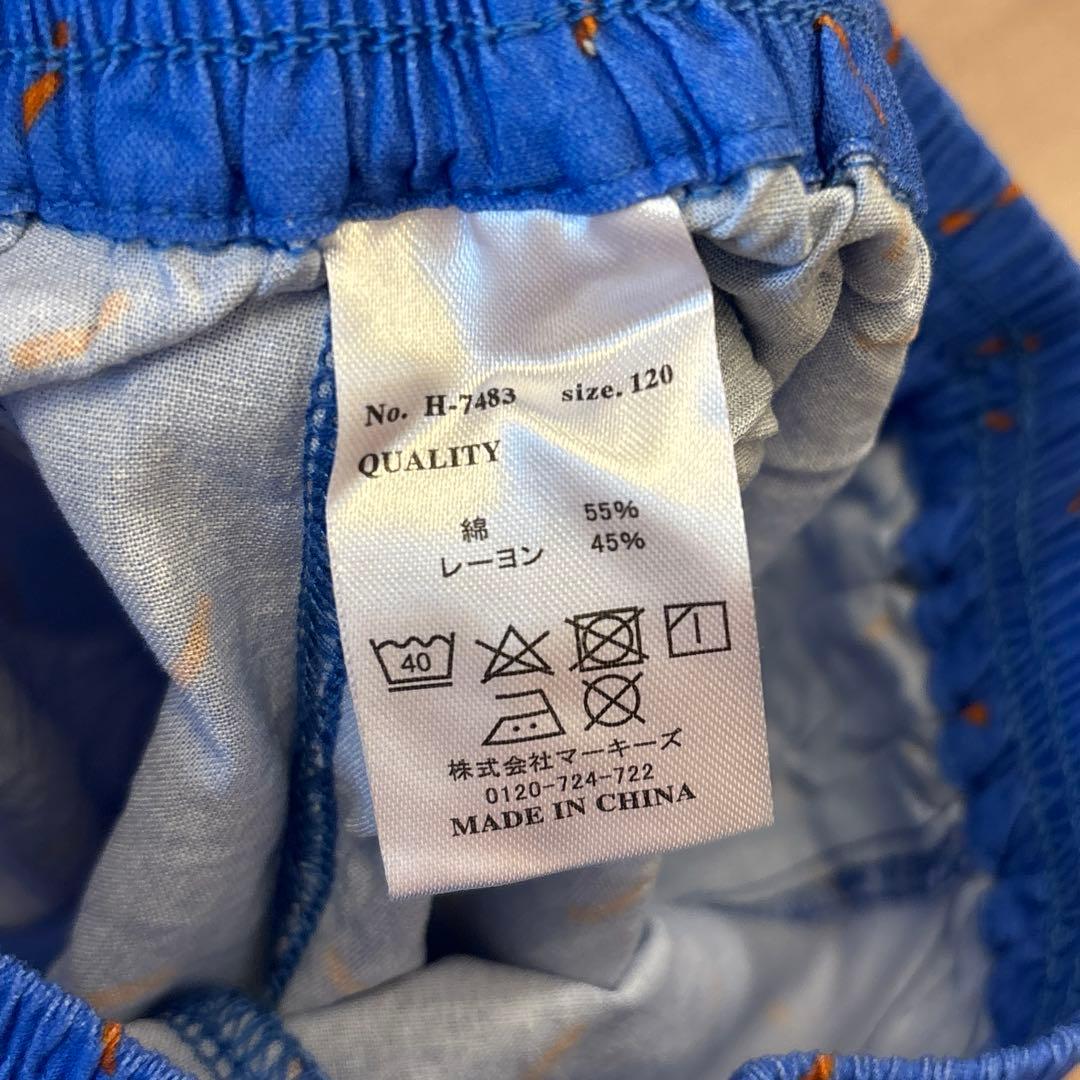 No. H-7483 size. 120
QUALITY
綿 55%
レーヨン 45%
40
株式会社マーキーズ
0120-724-722
MADE IN CHINA